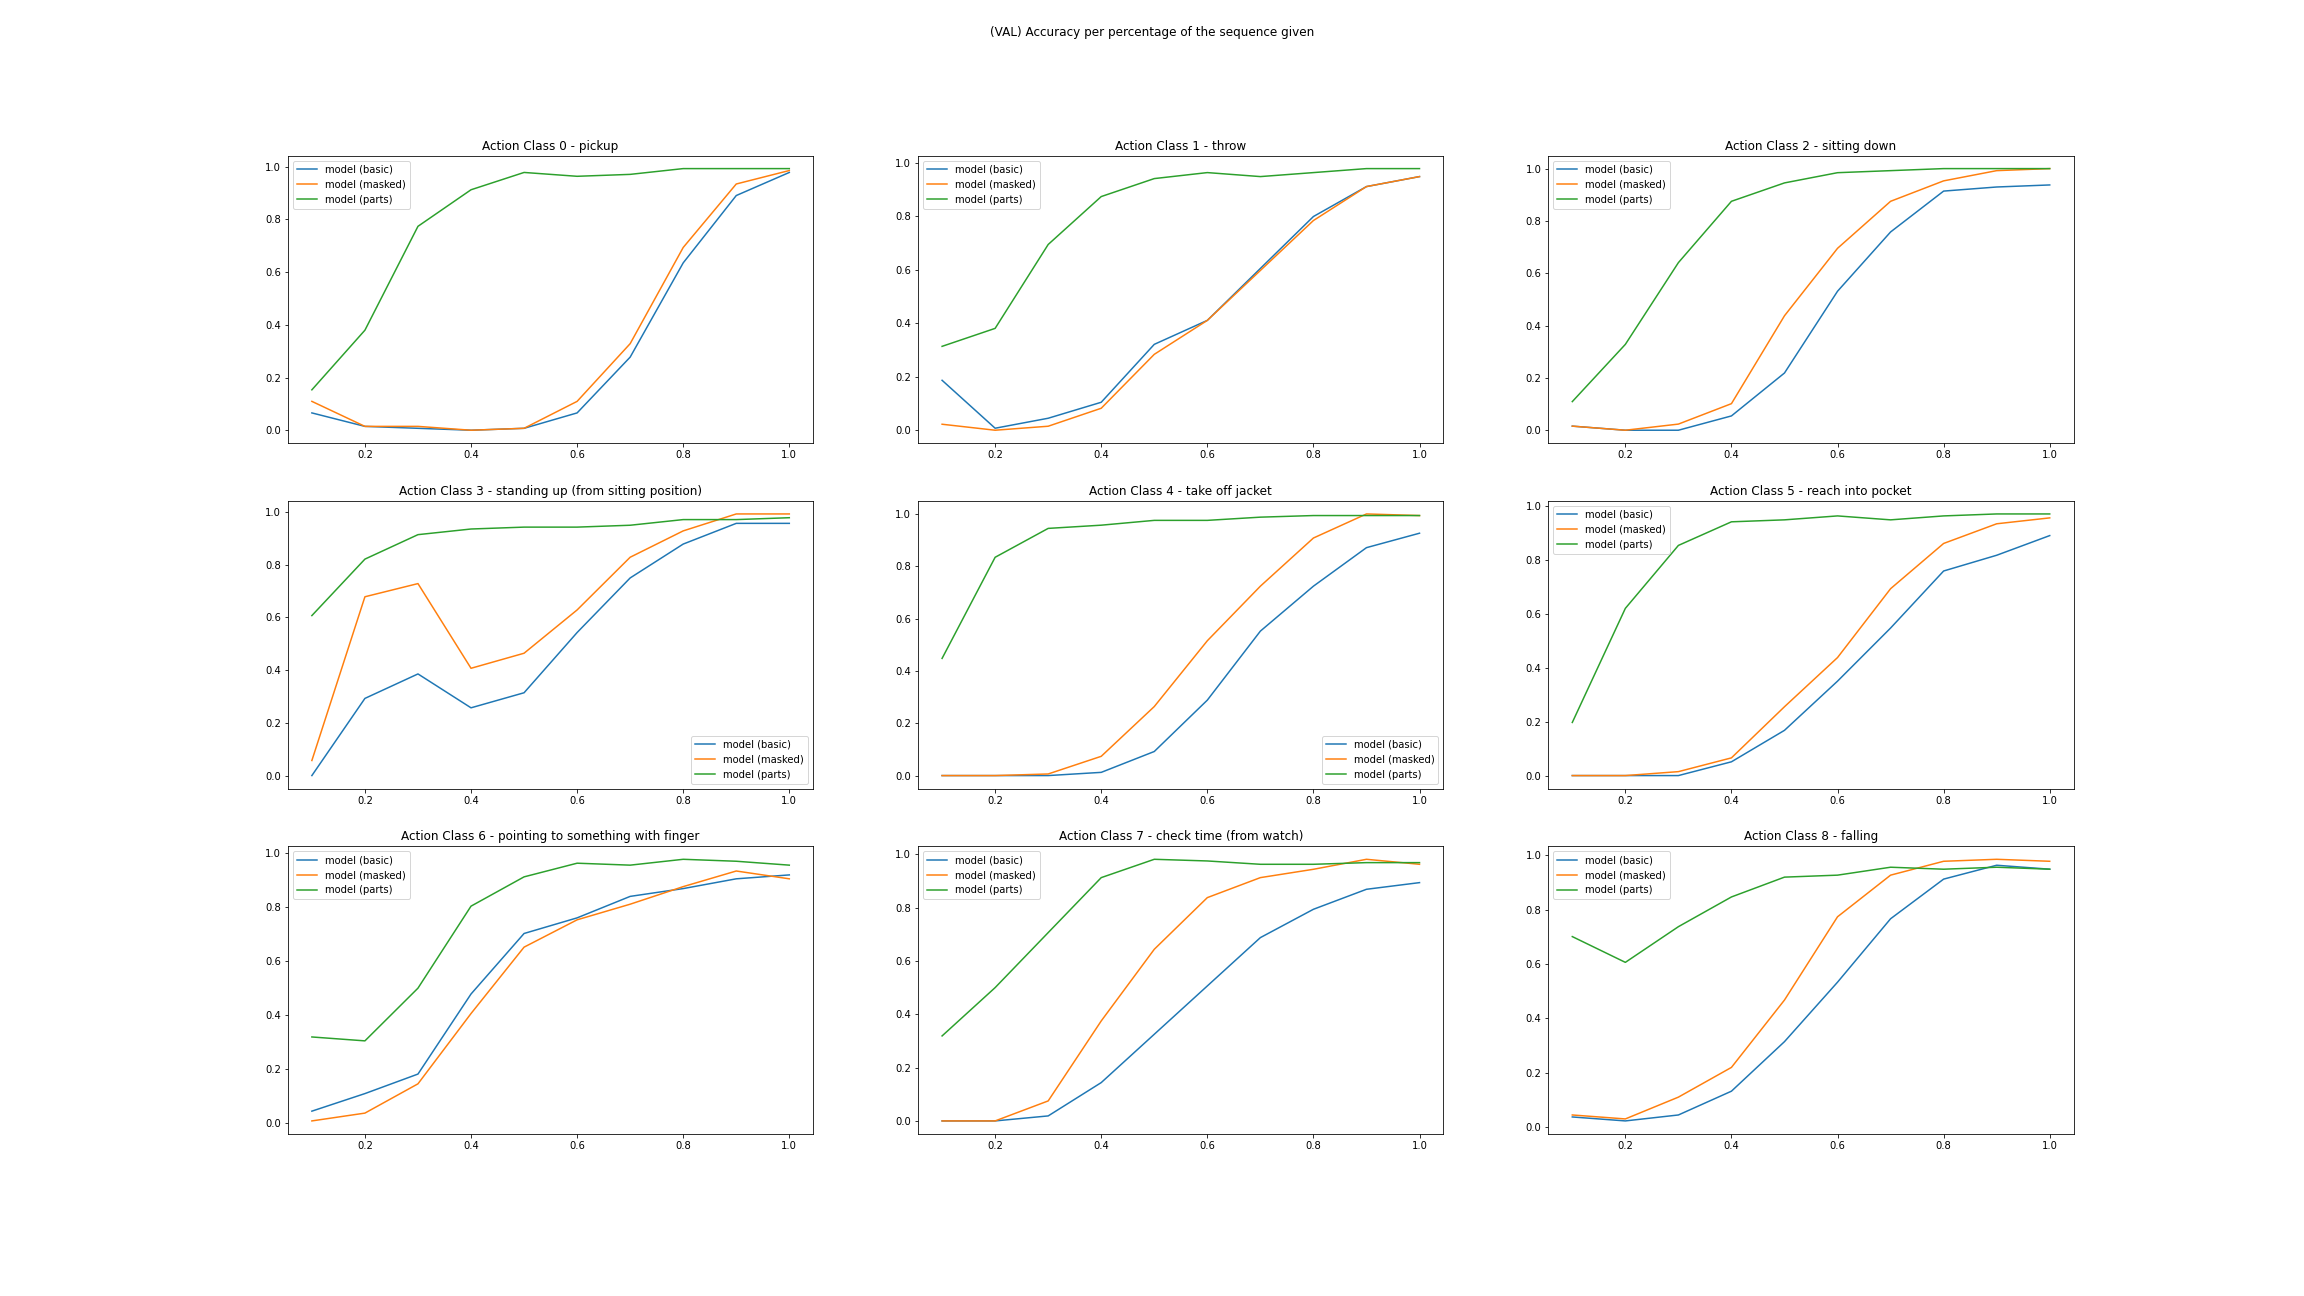 (VAL) Accuracy per percentage of the sequence given
Action Class 0 - pickup
model (basic)
model (masked)
model (parts)
1.0
0.8
0.6
0.4
0.2
0.0
0.2 0.4 0.6 0.8 1.0
Action Class 1 - throw
model (basic)
model (masked)
model (parts)
1.0
0.8
0.6
0.4
0.2
0.0
0.2 0.4 0.6 0.8 1.0
Action Class 2 - sitting down
model (basic)
model (masked)
model (parts)
1.0
0.8
0.6
0.4
0.2
0.0
0.2 0.4 0.6 0.8 1.0
Action Class 3 - standing up (from sitting position)
1.0
0.8
0.6
0.4
0.2
0.0
model (basic)
model (masked)
model (parts)
0.2 0.4 0.6 0.8 1.0
Action Class 4 - take off jacket
1.0
0.8
0.6
0.4
0.2
0.0
model (basic)
model (masked)
model (parts)
0.2 0.4 0.6 0.8 1.0
Action Class 5 - reach into pocket
model (basic)
model (masked)
model (parts)
1.0
0.8
0.6
0.4
0.2
0.0
0.2 0.4 0.6 0.8 1.0
Action Class 6 - pointing to something with finger
model (basic)
model (masked)
model (parts)
1.0
0.8
0.6
0.4
0.2
0.0
0.2 0.4 0.6 0.8 1.0
Action Class 7 - check time (from watch)
model (basic)
model (masked)
model (parts)
1.0
0.8
0.6
0.4
0.2
0.0
0.2 0.4 0.6 0.8 1.0
Action Class 8 - falling
model (basic)
model (masked)
model (parts)
1.0
0.8
0.6
0.4
0.2
0.0
0.2 0.4 0.6 0.8 1.0